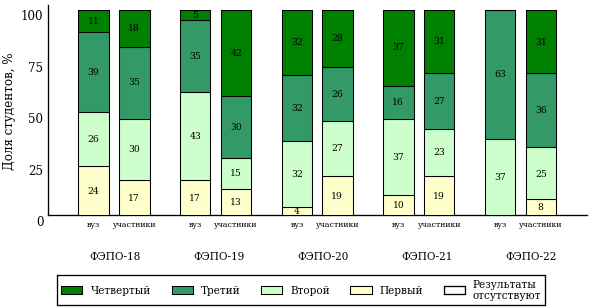 Доля студентов, %
100
75
50
25
0
11 18 5 42 32 28 37 31 63 31
39 35 35 30 32 26 16 27 37 36
26 30 43 15 32 27 37 23 25
24 17 17 13 4 19 10 19 8
вуз участники вуз участники вуз участники вуз участники вуз участники
ФЭПО-18 ФЭПО-19 ФЭПО-20 ФЭПО-21 ФЭПО-22
Четвертый Третий Второй Первый Результаты
отсутствуют